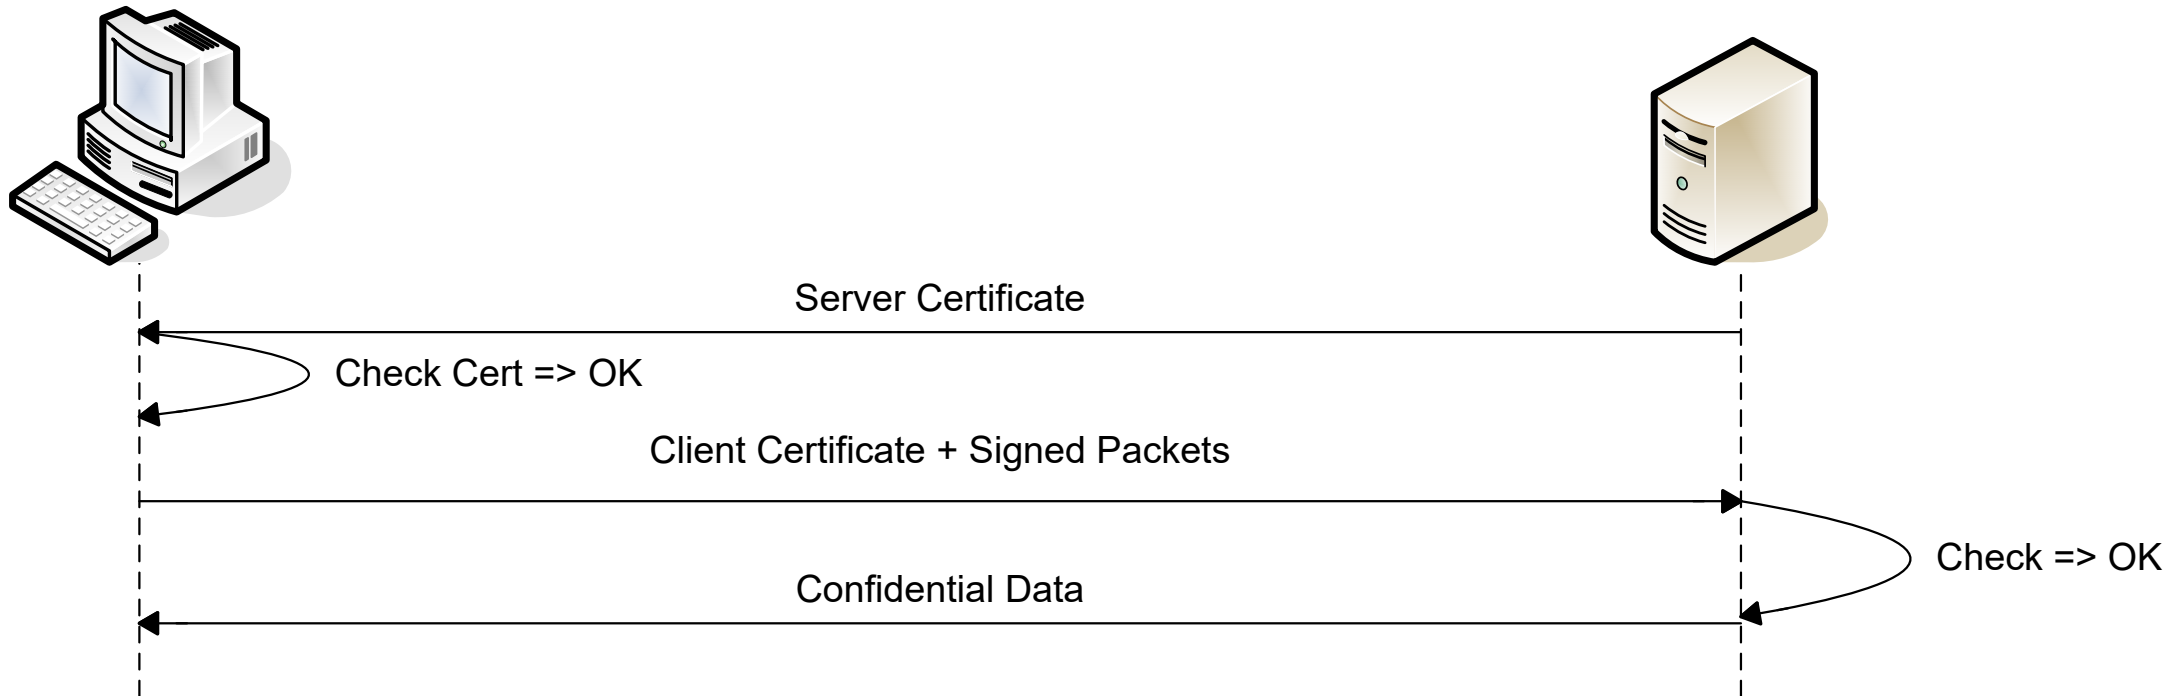 Server Certificate
Check Cert => OK
Client Certificate + Signed Packets
Check => OK
Confidential Data